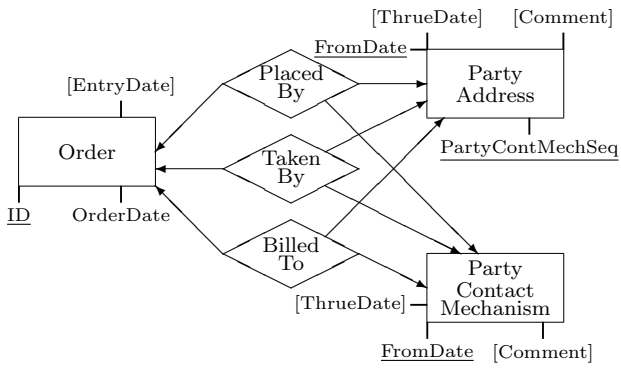 [ThrueDate]
[Comment]
FromDate
Placed
By
Party
Address
[EntryDate]
Order
Taken
By
PartyContMechSeq
ID
OrderDate
Billed
To
Party
Contact
Mechanism
[ThrueDate]
FromDate
[Comment]